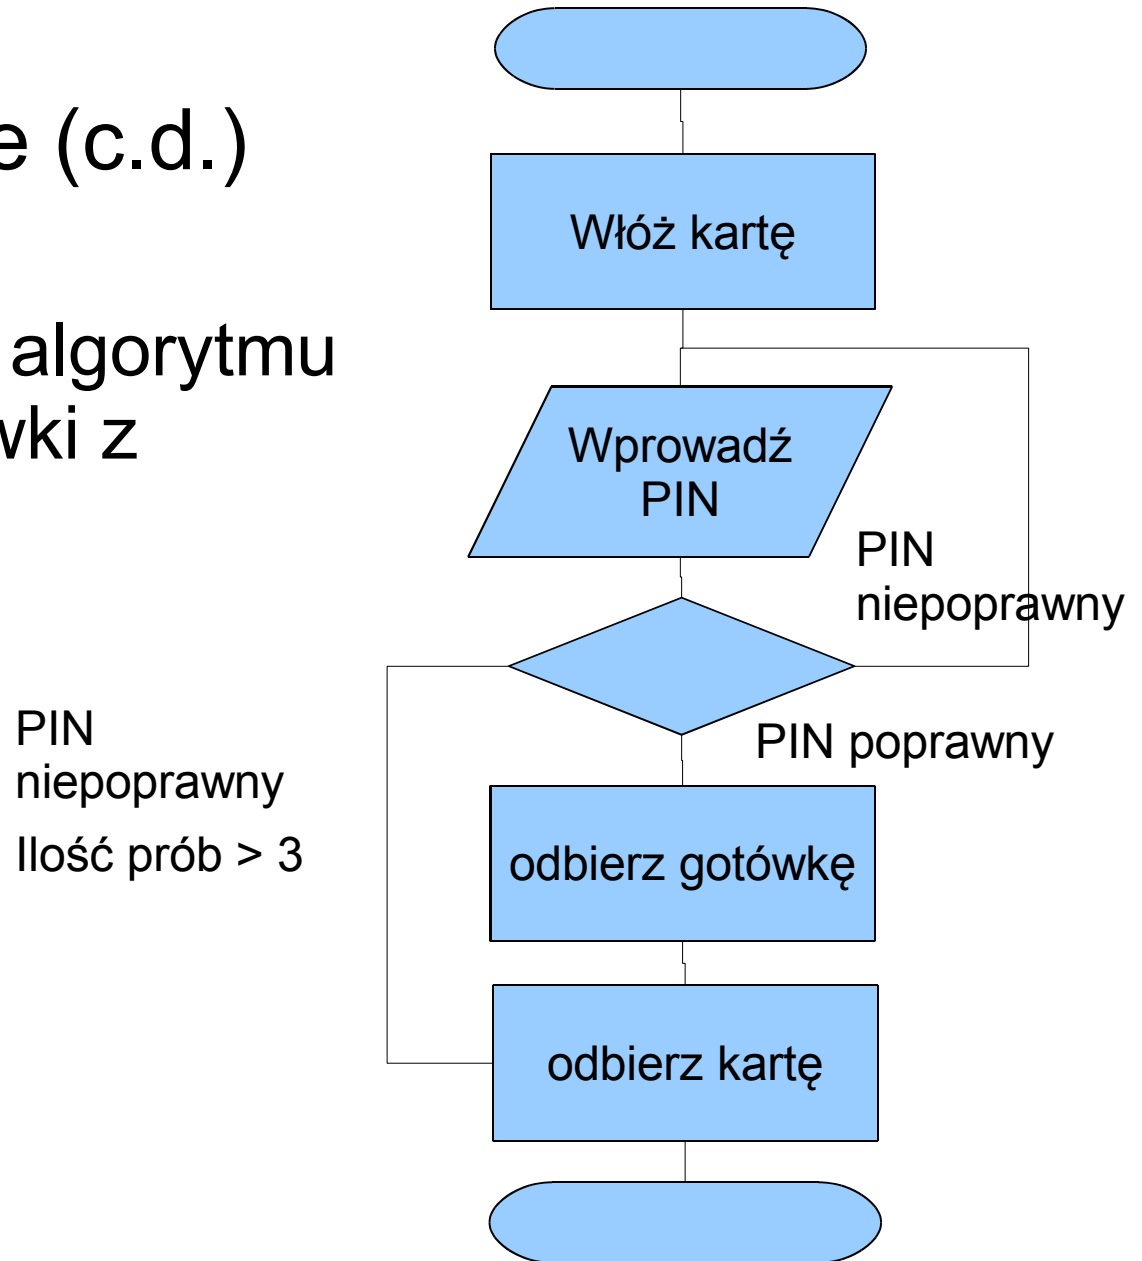 e (c.d.)
algorytmu
wki z
Włóż kartę
Wprowadź
PIN
PIN
niepoprawny
PIN poprawny
PIN
niepoprawny
Ilość prób > 3
odbierz gotówkę
odbierz kartę